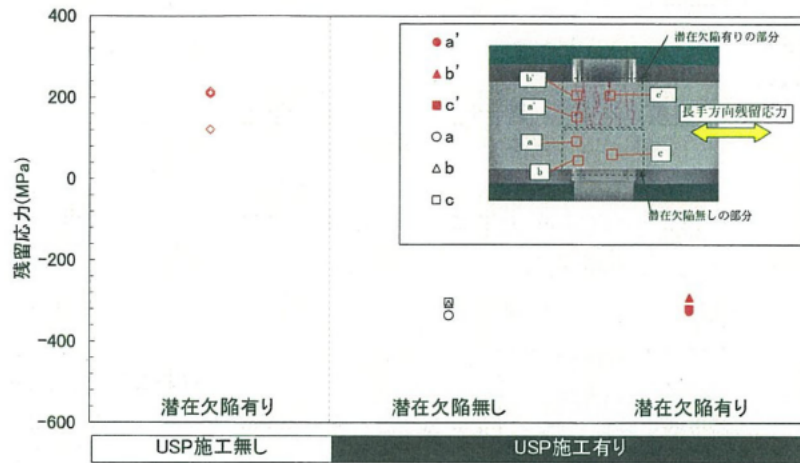 400
200
0
-200
-400
-600
残留応力(MPa)
a'
b'
c'
a
b
c
潜在欠陥有りの部分
b'
c'
a'
a
b
c
長手方向残留応力
潜在欠陥無しの部分
潜在欠陥有り
潜在欠陥無し
潜在欠陥有り
USP施工無し
USP施工有り